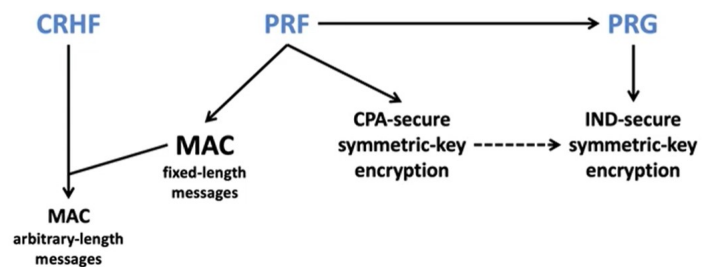 CRHF
PRF
PRG
MAC
fixed-length
messages
CPA-secure
symmetric-key
encryption
IND-secure
symmetric-key
encryption
MAC
arbitrary-length
messages